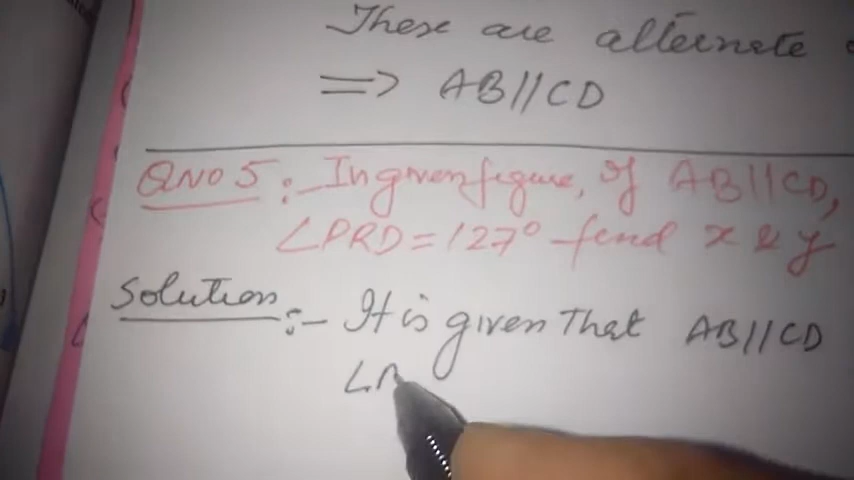 These are alternate
=> AB//CD
QNO 5 :- In given figure, If AB//CD,
∠PRD = 127° find x & y
Solution :- It is given That AB//CD
∠